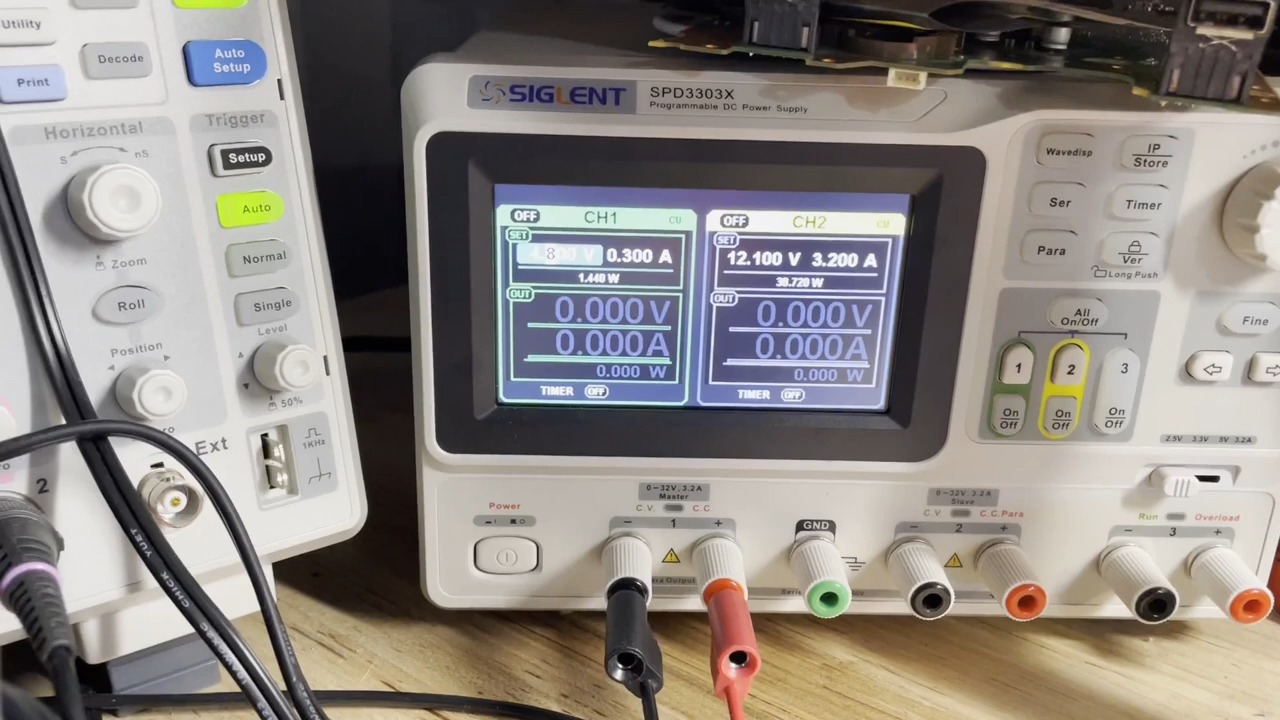 Utility
Decode
Print
Auto
Setup
Horizontal
S
nS
Zoom
Roll
Position
Trigger
Setup
Auto
Normal
Single
Level
50%
Ext
1KHz
2
CHICK
SIGLENT
SPD3303X
Programmable DC Power Supply
OFF CH1
SET
0.300 A
1.440 W
OUT
0.000 V
0.000A
0.000 W
TIMER OFF
OFF CH2
SET
12.100 V 3.200 A
38.720 W
OUT
0.000 V
0.000A
0.000 W
TIMER OFF
Wavedisp
IP
Store
Ser
Timer
Para
Ver
Long Push
All
On/Off
1
2
3
On
Off
On
Off
On
Off
Fine
2.5V 3.3V 5V 3.2A
Power
0~32V, 3.2A
Master
C.V. C.C
− 1 +
GND
0~32V, 3.2A
Slave
C.V. C.C.Para
− 2 +
Run Overload
− 3 +